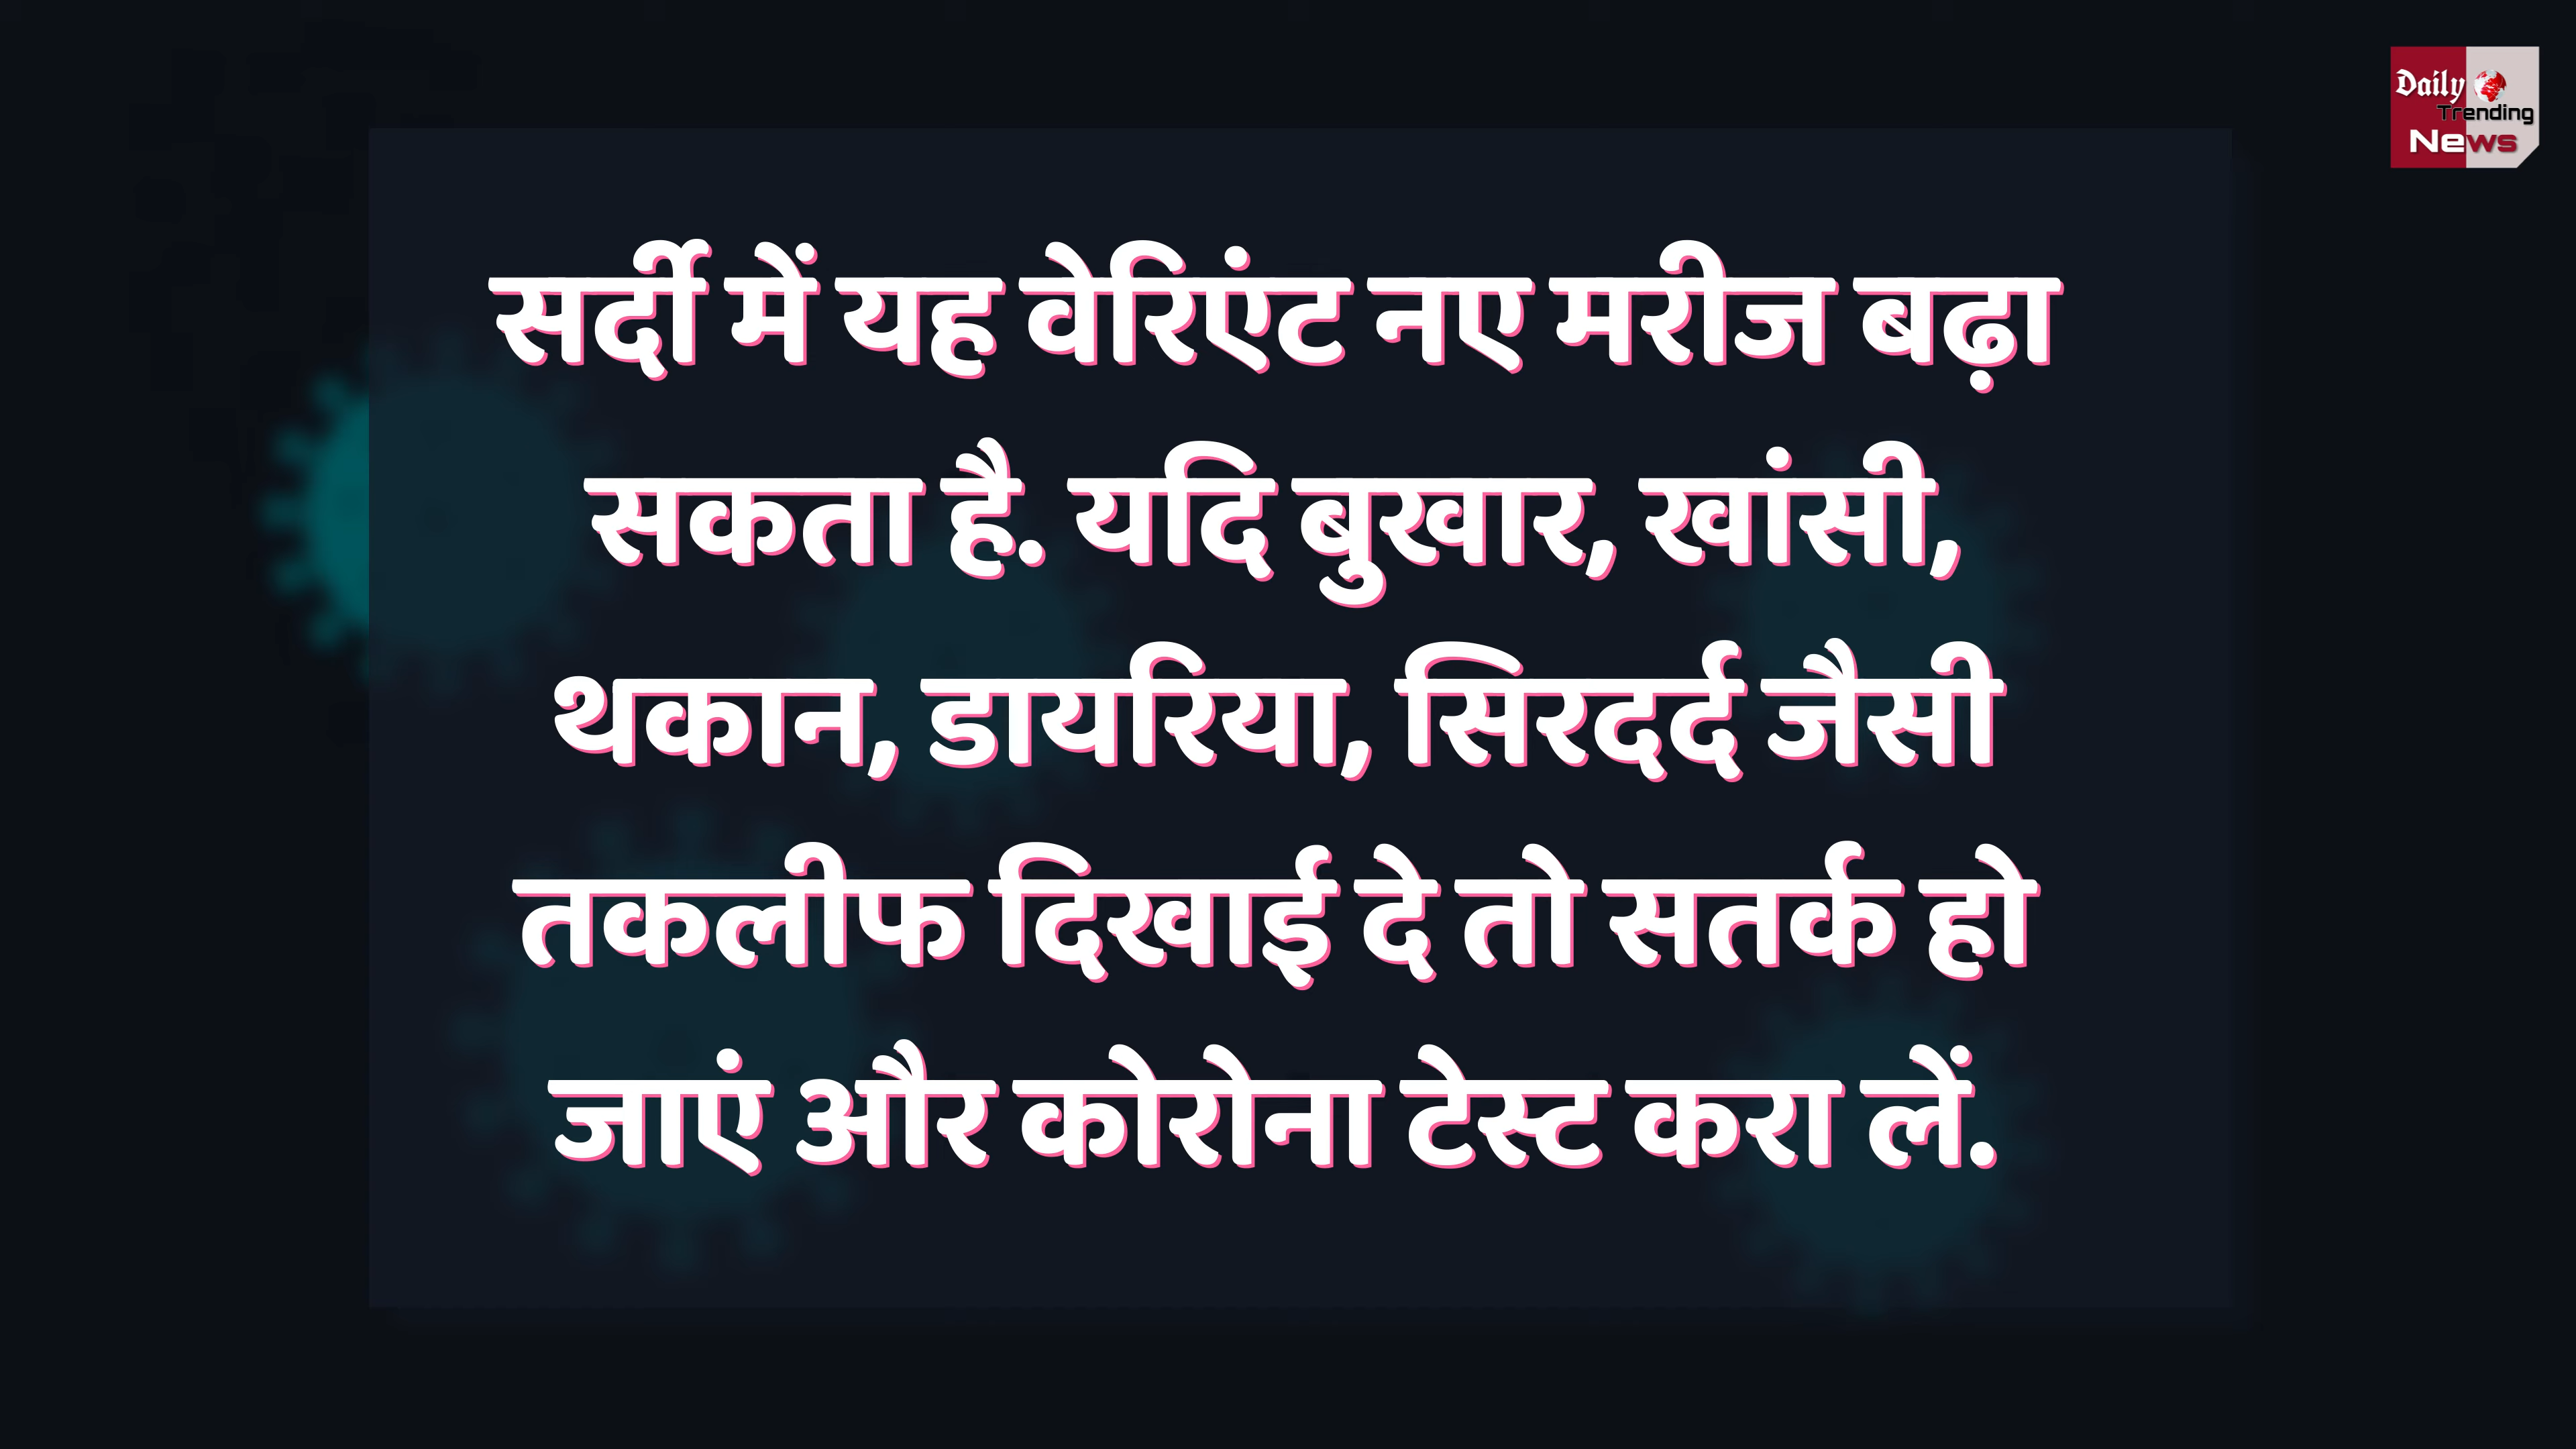 Daily
Trending
News
सर्दी में यह वेरिएंट नए मरीज बढ़ा
सकता है. यदि बुखार, खांसी,
थकान, डायरिया, सिरदर्द जैसी
तकलीफ दिखाई दे तो सतर्क हो
जाएं और कोरोना टेस्ट करा लें.